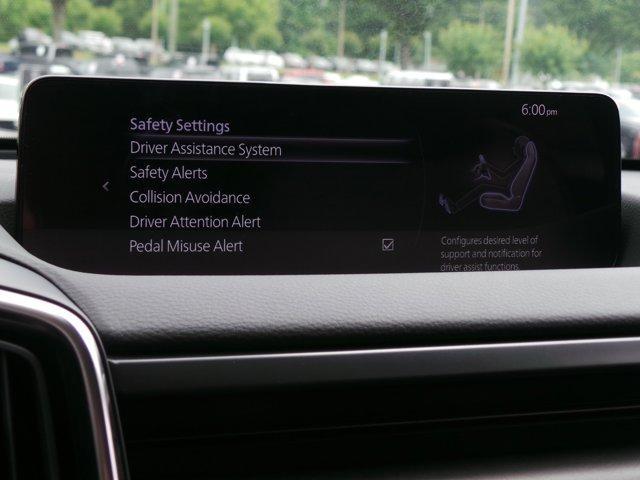 6:00pm
Safety Settings
Driver Assistance System
Safety Alerts
Collision Avoidance
Driver Attention Alert
Pedal Misuse Alert
Configures desired level of
support and notification for
driver assist functions.